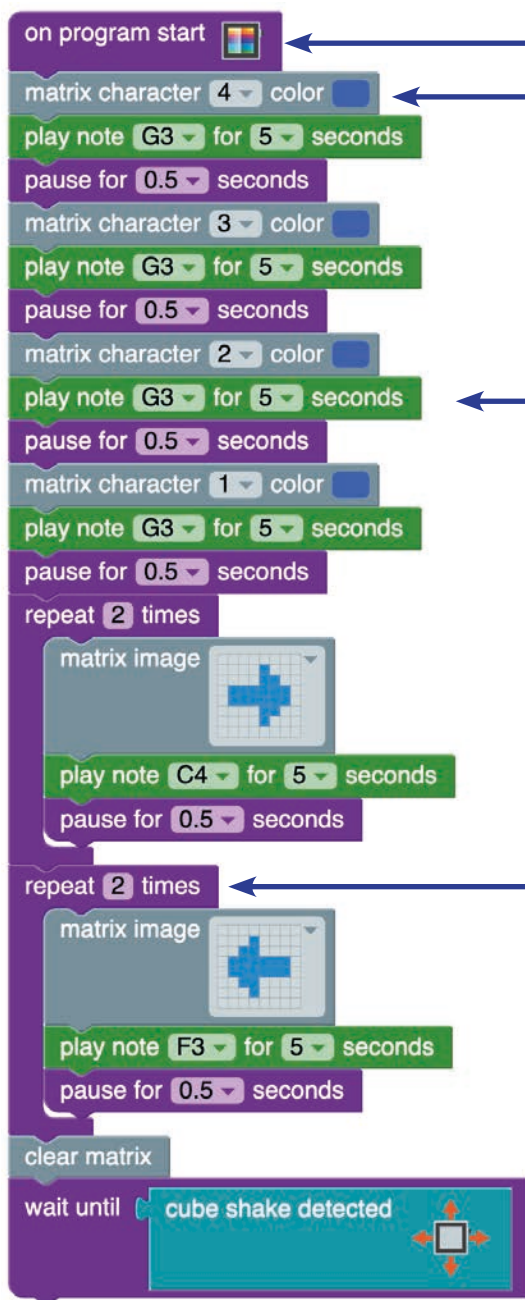 on program start
matrix character 4 color
play note G3 for 5 seconds
pause for 0.5 seconds
matrix character 3 color
play note G3 for 5 seconds
pause for 0.5 seconds
matrix character 2 color
play note G3 for 5 seconds
pause for 0.5 seconds
matrix character 1 color
play note G3 for 5 seconds
pause for 0.5 seconds
repeat 2 times
matrix image
play note C4 for 5 seconds
pause for 0.5 seconds
repeat 2 times
matrix image
play note F3 for 5 seconds
pause for 0.5 seconds
clear matrix
wait until cube shake detected